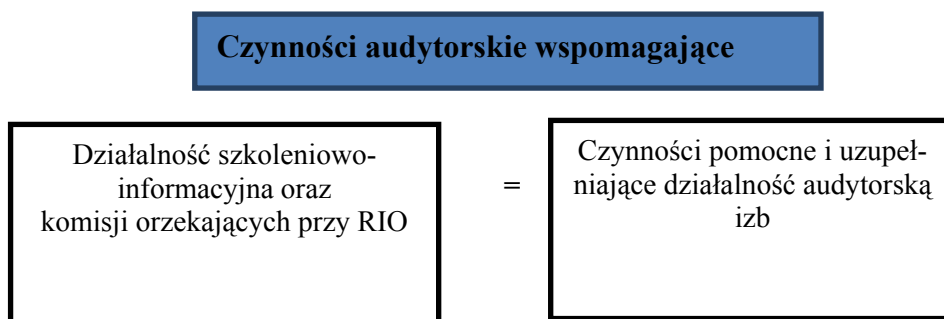 Czynności audytorskie wspomagające
Działalność szkoleniowo-
informacyjna oraz
komisji orzekających przy RIO
=
Czynności pomocne i uzupeł-
niające działalność audytorską
izb